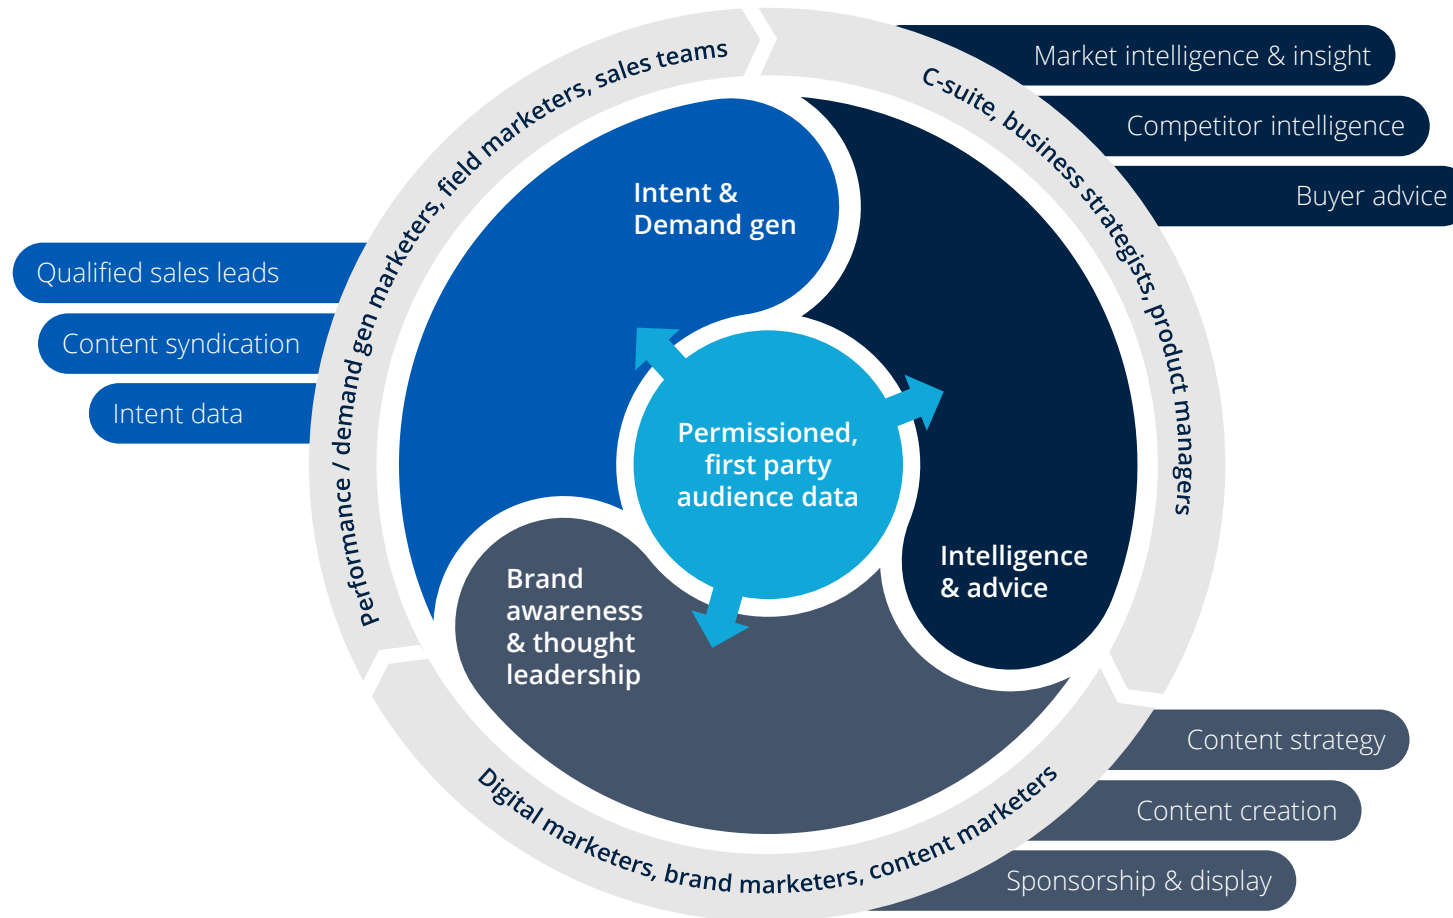 Performance / demand gen marketers, field marketers, sales teams
C-suite, business strategists, product managers
Market intelligence & insight
Competitor intelligence
Buyer advice
Intent &
Demand gen
Qualified sales leads
Content syndication
Intent data
Permissioned,
first party
audience data
Intelligence
& advice
Brand
awareness
& thought
leadership
Digital marketers, brand marketers, content marketers
Content strategy
Content creation
Sponsorship & display